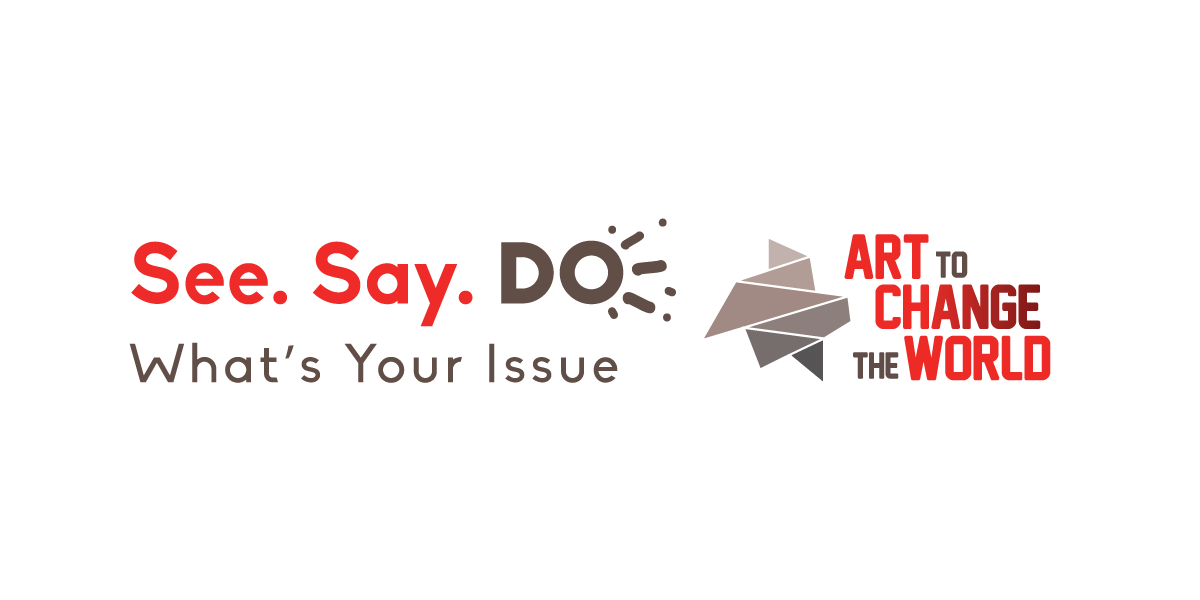 See. Say. DO
What's Your Issue
ART TO
CHANGE
THE WORLD